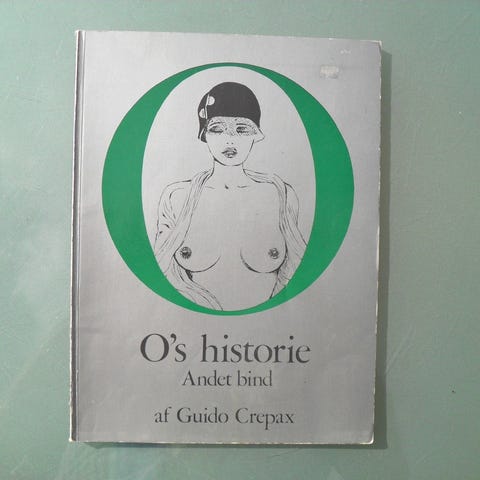 O's historie
Andet bind
af Guido Crepax